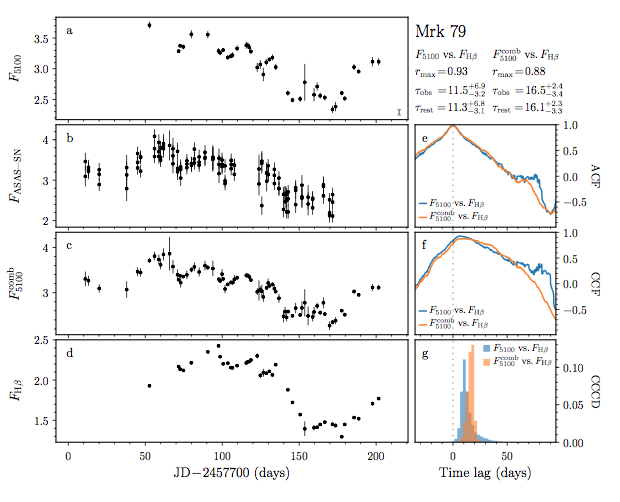 Mrk 79
F5100 vs. FHβ F5100comb vs. FHβ
rmax=0.93 rmax=0.88
τobs =11.5+6.9−3.2 τobs =16.5+2.4−3.4
τrest =11.3+6.8−3.1 τrest =16.1+2.3−3.3
a
F5100
3.5
3.0
2.5
b
FASAS−SN
4
3
2
c
F5100comb
4
3
d
FHβ
2.5
2.0
1.5
0 50 100 150 200
JD−2457700 (days)
e
1.0
0.5
0.0
−0.5
ACF
F5100 vs. FHβ
F5100comb vs. FHβ
f
1.0
0.5
0.0
−0.5
CCF
F5100 vs. FHβ
F5100comb vs. FHβ
g
F5100 vs. FHβ
F5100comb vs. FHβ
0.10
0.05
0.00
CCCD
0 50
Time lag (days)